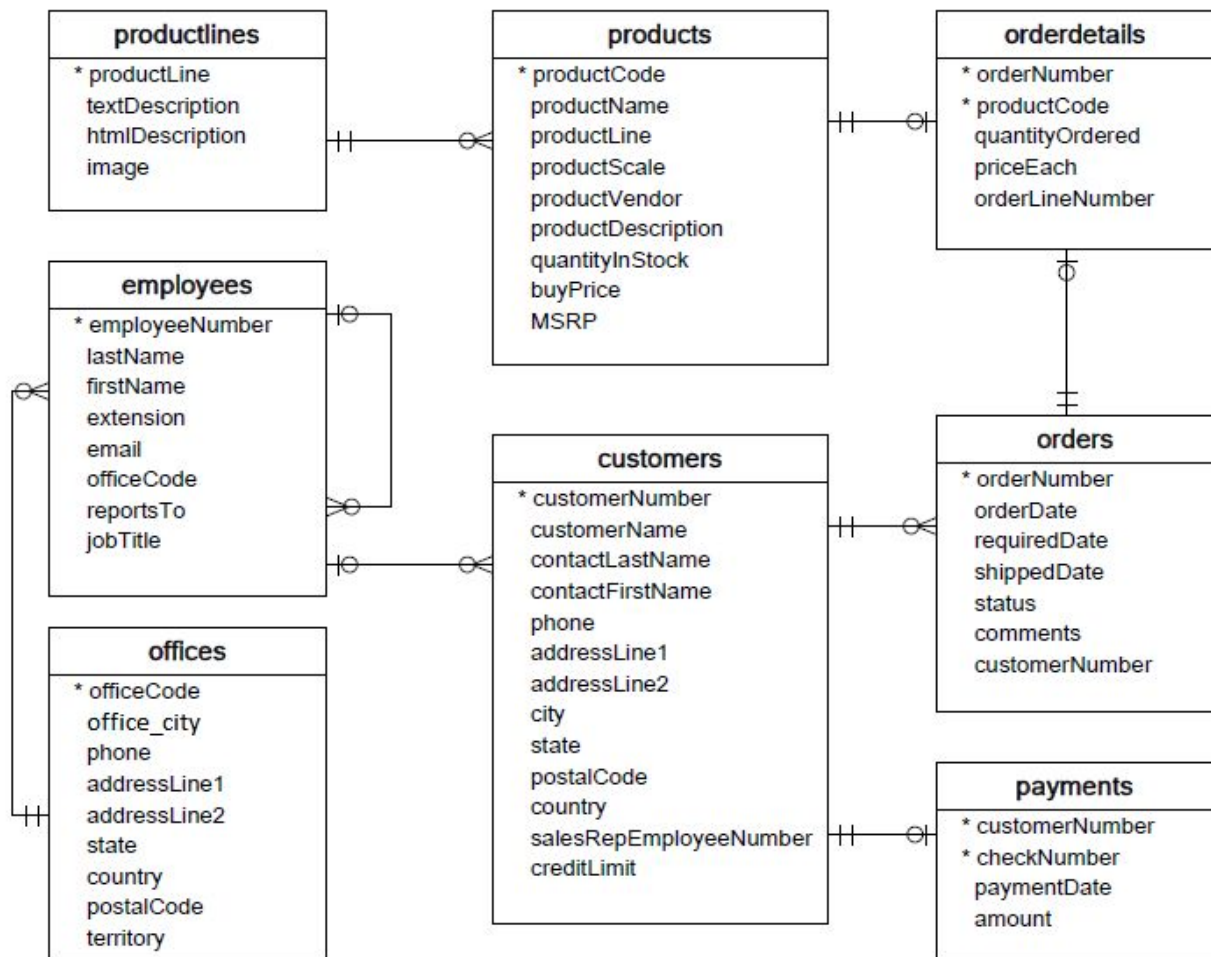 productlines
* productLine
textDescription
htmlDescription
image
products
* productCode
productName
productLine
productScale
productVendor
productDescription
quantityInStock
buyPrice
MSRP
orderdetails
* orderNumber
* productCode
quantityOrdered
priceEach
orderLineNumber
employees
* employeeNumber
lastName
firstName
extension
email
officeCode
reportsTo
jobTitle
customers
* customerNumber
customerName
contactLastName
contactFirstName
phone
addressLine1
addressLine2
city
state
postalCode
country
salesRepEmployeeNumber
creditLimit
orders
* orderNumber
orderDate
requiredDate
shippedDate
status
comments
customerNumber
offices
* officeCode
office_city
phone
addressLine1
addressLine2
state
country
postalCode
territory
payments
* customerNumber
* checkNumber
paymentDate
amount